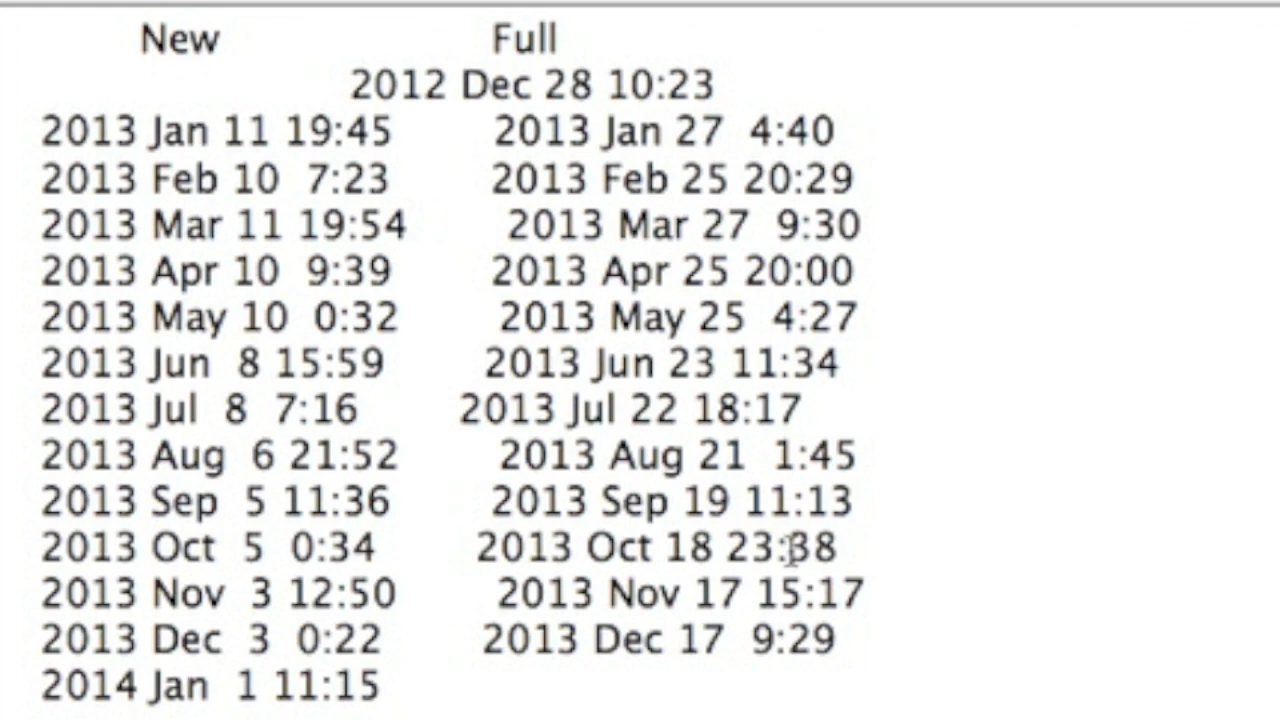 New Full
2012 Dec 28 10:23
2013 Jan 11 19:45 2013 Jan 27 4:40
2013 Feb 10 7:23 2013 Feb 25 20:29
2013 Mar 11 19:54 2013 Mar 27 9:30
2013 Apr 10 9:39 2013 Apr 25 20:00
2013 May 10 0:32 2013 May 25 4:27
2013 Jun 8 15:59 2013 Jun 23 11:34
2013 Jul 8 7:16 2013 Jul 22 18:17
2013 Aug 6 21:52 2013 Aug 21 1:45
2013 Sep 5 11:36 2013 Sep 19 11:13
2013 Oct 5 0:34 2013 Oct 18 23:38
2013 Nov 3 12:50 2013 Nov 17 15:17
2013 Dec 3 0:22 2013 Dec 17 9:29
2014 Jan 1 11:15